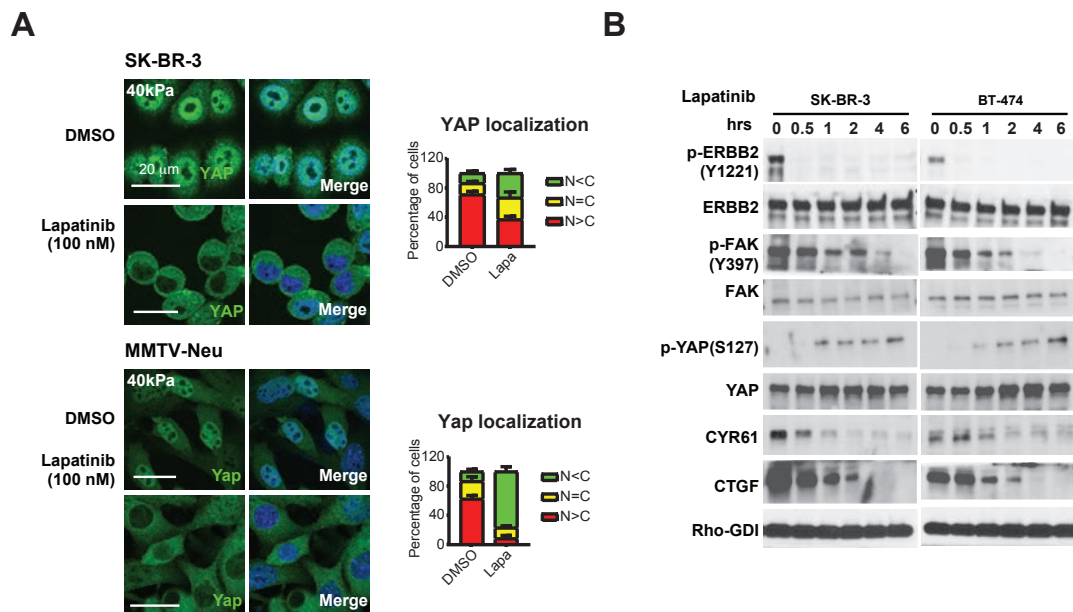 A
SK-BR-3
40kPa
DMSO
20 μm
YAP
Merge
Lapatinib
(100 nM)
YAP
Merge
YAP localization
Percentage of cells
120
80
40
0
DMSO
Lapa
N<C
N=C
N>C
MMTV-Neu
40kPa
DMSO
Yap
Merge
Lapatinib
(100 nM)
Yap
Merge
Yap localization
Percentage of cells
120
80
40
0
DMSO
Lapa
N<C
N=C
N>C
B
Lapatinib SK-BR-3 BT-474
hrs 0 0.5 1 2 4 6 0 0.5 1 2 4 6
p-ERBB2
(Y1221)
ERBB2
p-FAK
(Y397)
FAK
p-YAP(S127)
YAP
CYR61
CTGF
Rho-GDI